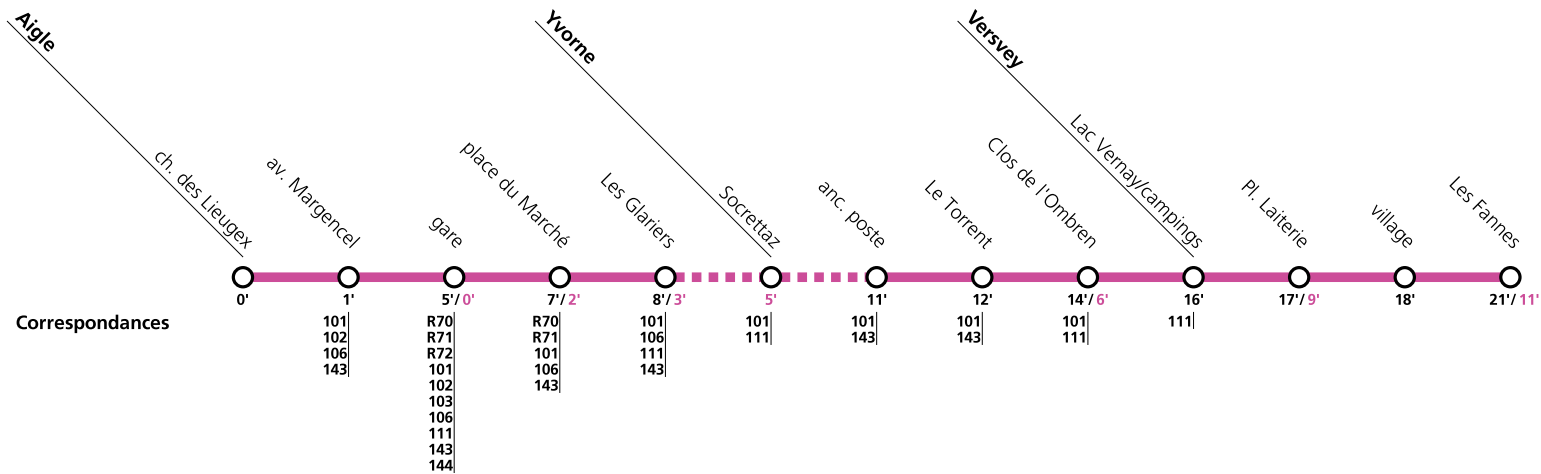 Aigle
Yvorne
Versvey
ch. des Lieugex
av. Margencel
gare
place du Marché
Les Glariers
Socrettaz
anc. poste
Le Torrent
Clos de l'Ombren
Lac Vernay/campings
Pl. Laiterie
village
Les Fannes
0' 1' 5'/0' 7'/2' 8'/3' 5' 11' 12' 14'/6' 16' 17'/9' 18' 21'/11'
Correspondances 101 R70 R70 101 101 101 101 101 111
102 R71 R71 106 111 143 143 111
106 R72 101 111
143 101 106 143
102 143
103
106
111
143
144